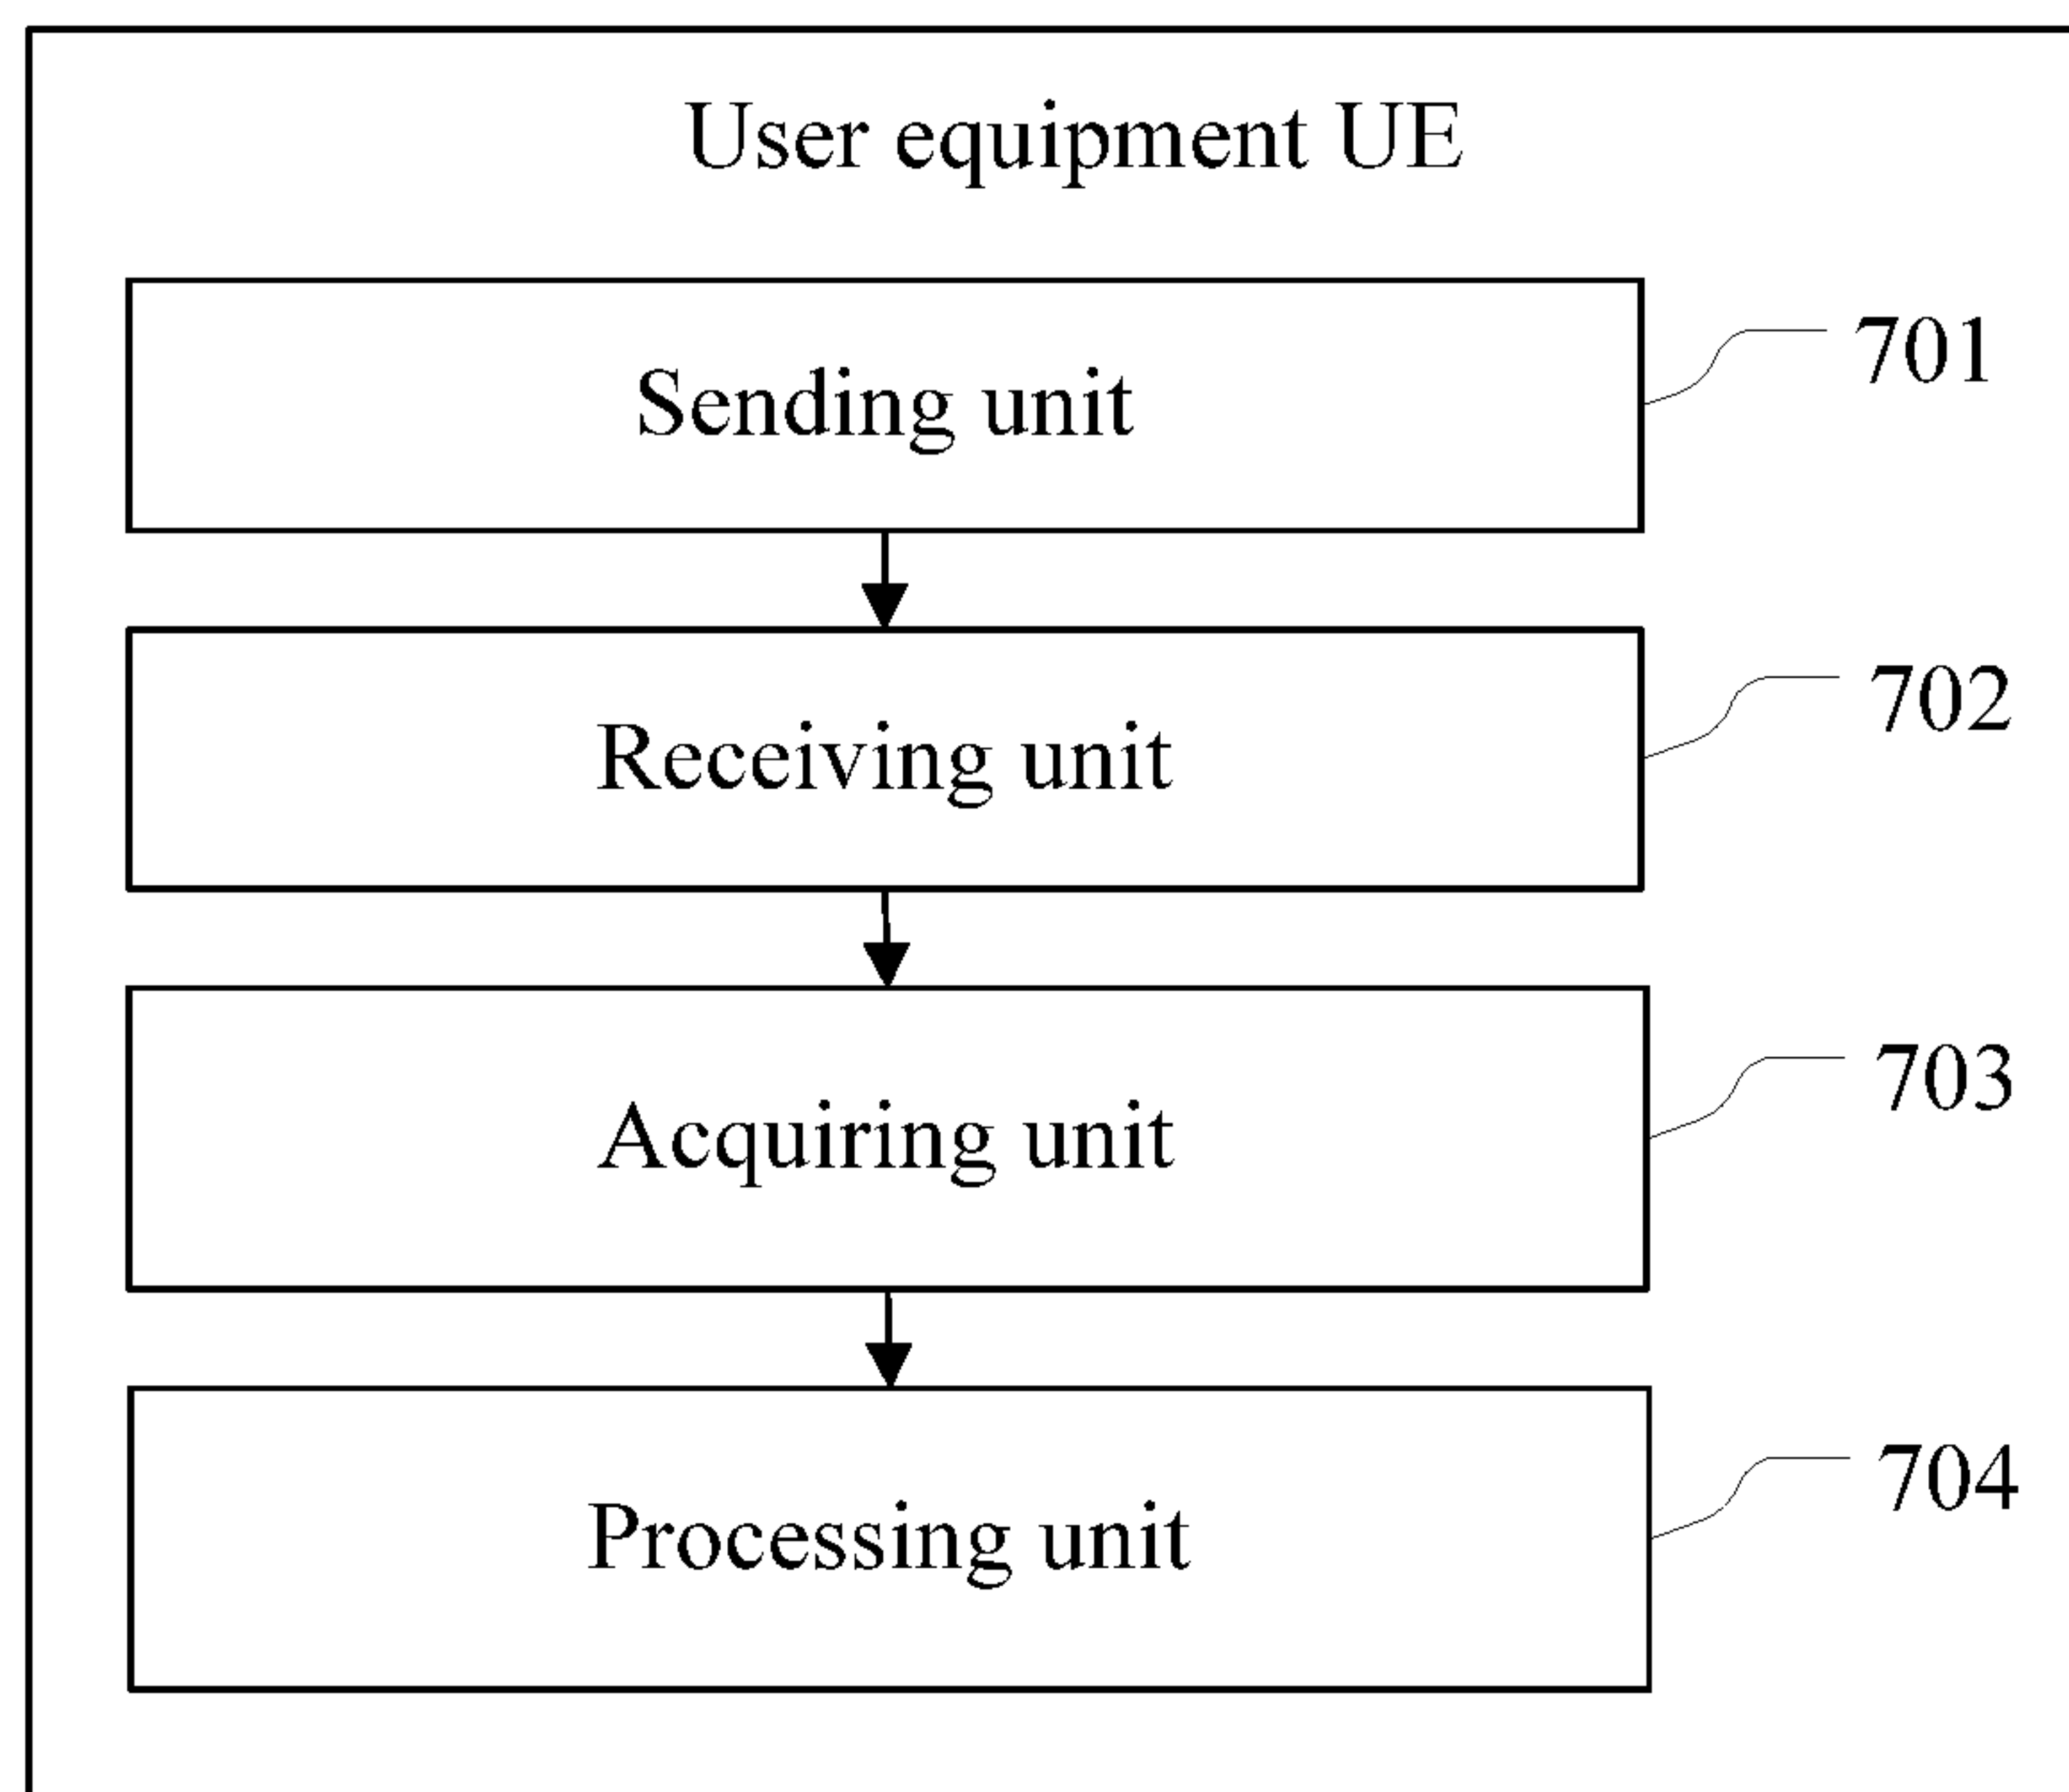 User equipment UE
Sending unit
701
Receiving unit
702
Acquiring unit
703
Processing unit
704